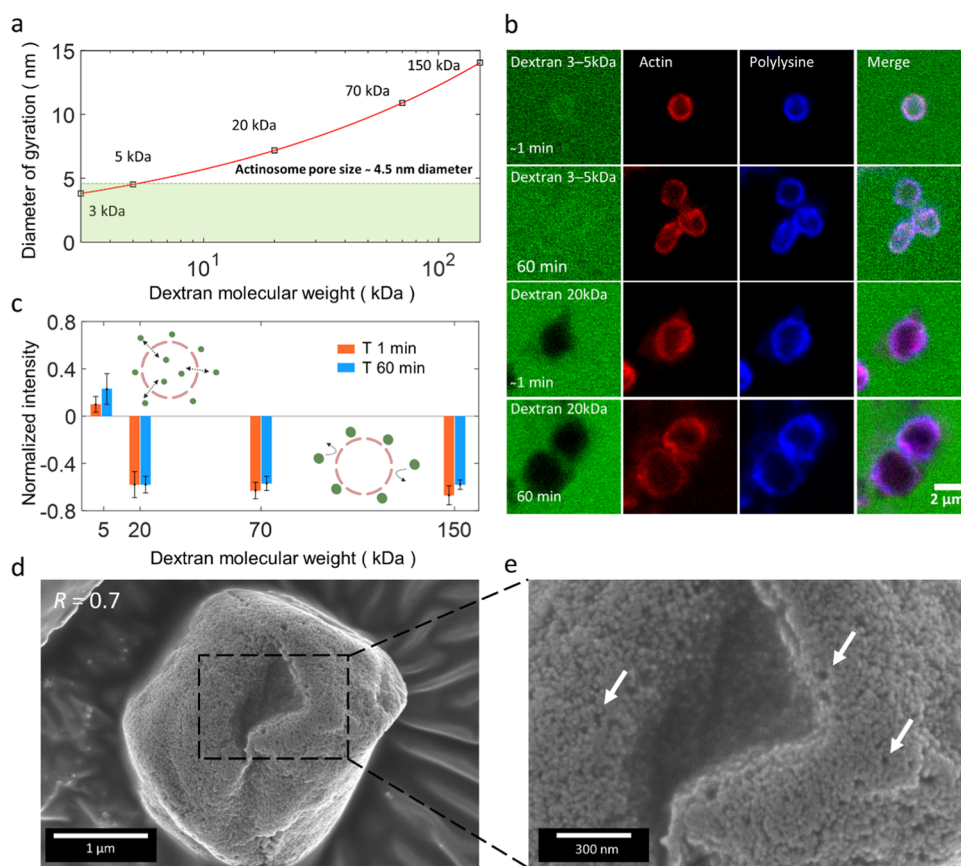 a
Diameter of gyration ( nm )
15
10
5
0
150 kDa
70 kDa
20 kDa
5 kDa
Actinosome pore size ~ 4.5 nm diameter
3 kDa
10¹
10²
Dextran molecular weight ( kDa )
b
Dextran 3–5kDa
Actin
Polylysine
Merge
~1 min
Dextran 3–5kDa
60 min
Dextran 20kDa
~1 min
Dextran 20kDa
60 min
2 µm
c
Normalized intensity
0.8
0.4
0
-0.4
-0.8
T 1 min
T 60 min
5
20
70
150
Dextran molecular weight ( kDa )
d
R = 0.7
1 µm
e
300 nm